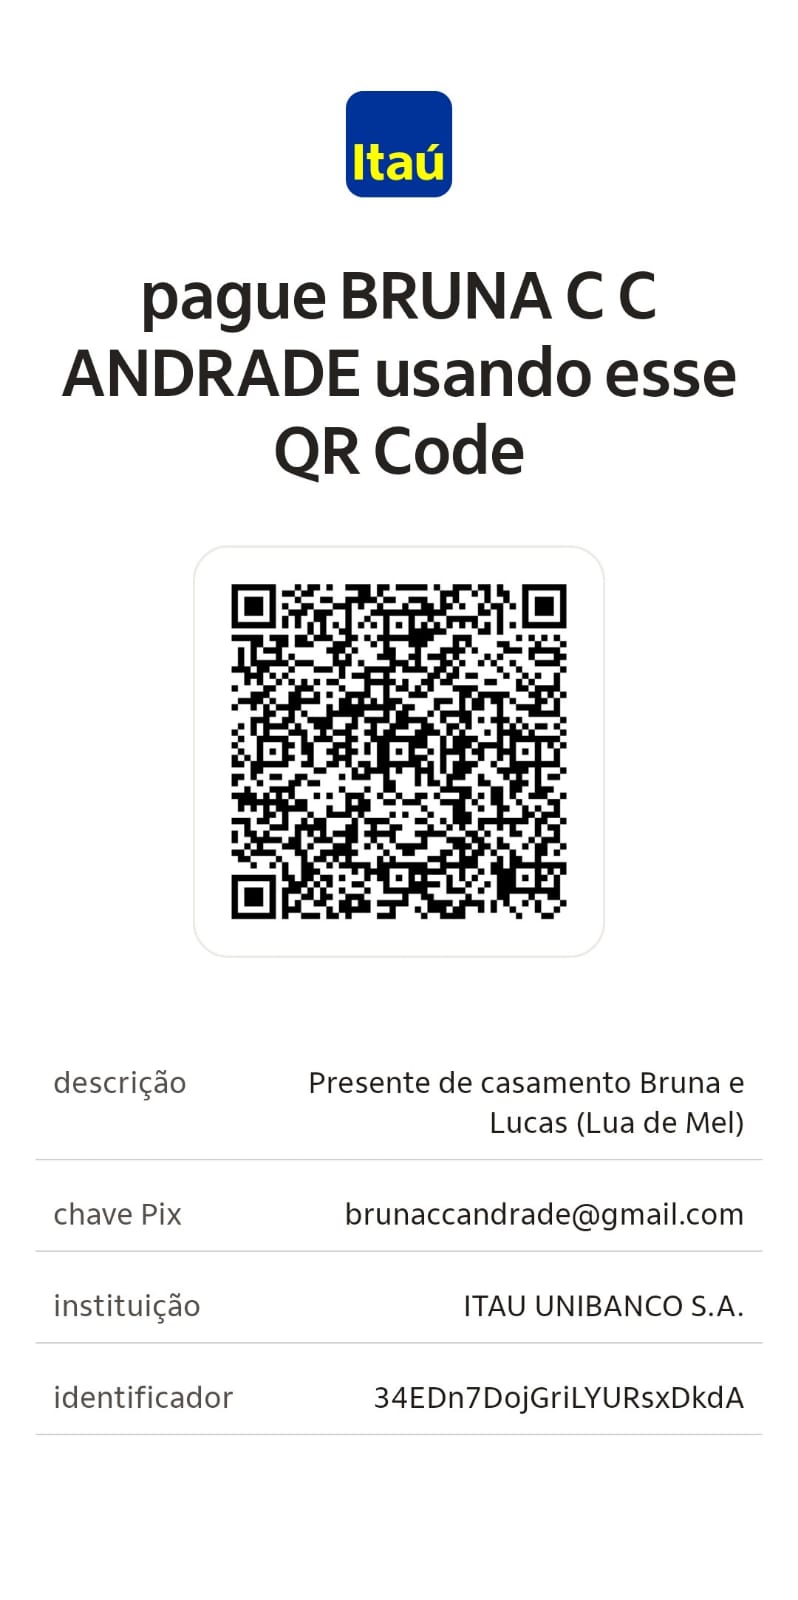 Itaú
pague BRUNA C C
ANDRADE usando esse
QR Code
descrição
Presente de casamento Bruna e
Lucas (Lua de Mel)
chave Pix
brunaccandrade@gmail.com
instituição
ITAU UNIBANCO S.A.
identificador
34EDn7DojGriLYURsxDkdA